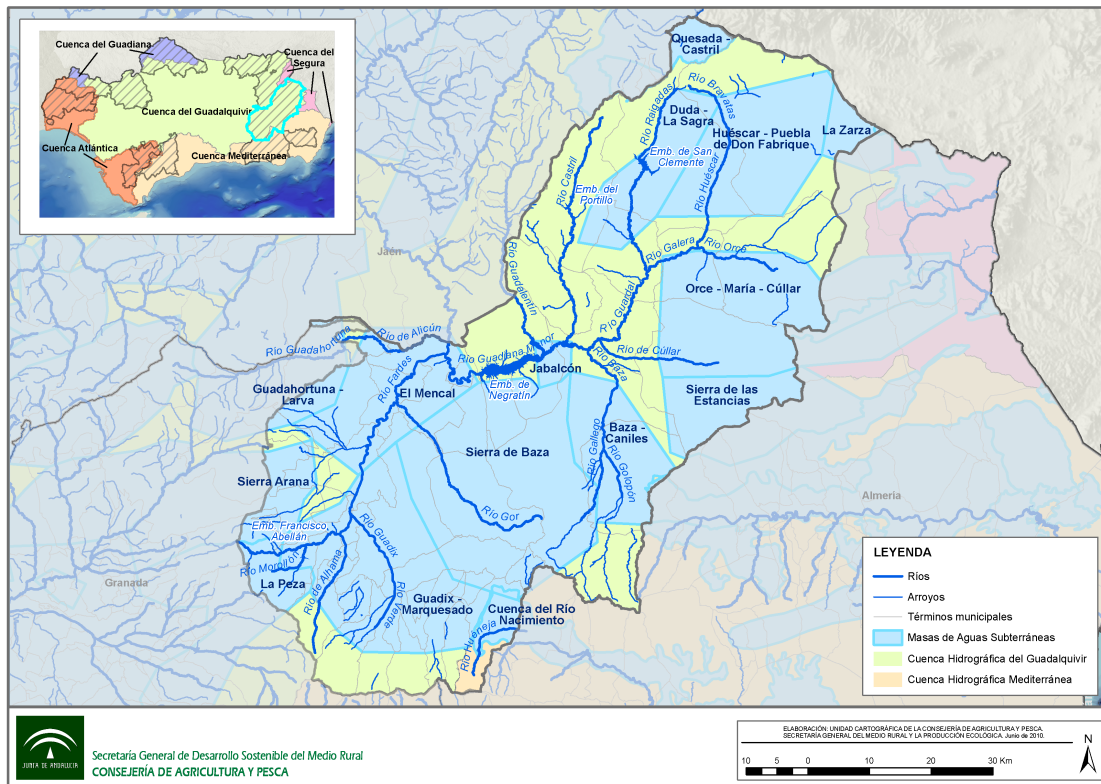 Cuenca del Guadiana
Cuenca del
Segura
Cuenca del Guadalquivir
Cuenca Atlántica
Cuenca Mediterránea
Quesada -
Castril
Río Bravatas
Río Raigadas
Duda -
La Sagra
Huéscar - Puebla
de Don Fabrique
La Zarza
Emb. de San
Clemente
Río Castril
Emb. del
Portillo
Río Huéscar
Jaén
Río Galera
Río Orce
Río Guadalentín
Orce - María - Cúllar
Río Guardal
Río de Alicún
Río Guadahortuna
Río Guadiana Menor
Río de Cúllar
Río Fardes
Jabalcón
Río Baza
Guadahortuna -
Larva
El Mencal
Emb. de
Negratín
Sierra de las
Estancias
Baza -
Caniles
Sierra de Baza
Río Gallego
Río Golopón
Sierra Arana
Almeria
Río Gor
Emb. Francisco
Abellán
Río Guadix
Río Morollón
Granada
La Peza
Río de Alhama
Río Verde
Guadix -
Marquesado
Cuenca del Río
Nacimiento
Río Huéneja
LEYENDA
Ríos
Arroyos
Términos municipales
Masas de Aguas Subterráneas
Cuenca Hidrográfica del Guadalquivir
Cuenca Hidrográfica Mediterránea
JUNTA DE ANDALUCIA
Secretaría General de Desarrollo Sostenible del Medio Rural
CONSEJERÍA DE AGRICULTURA Y PESCA
ELABORACIÓN: UNIDAD CARTOGRÁFICA DE LA CONSEJERÍA DE AGRICULTURA Y PESCA.
SECRETARÍA GENERAL DEL MEDIO RURAL Y LA PRODUCCIÓN ECOLÓGICA. Junio de 2010.
10 5 0 10 20 30 Km
N